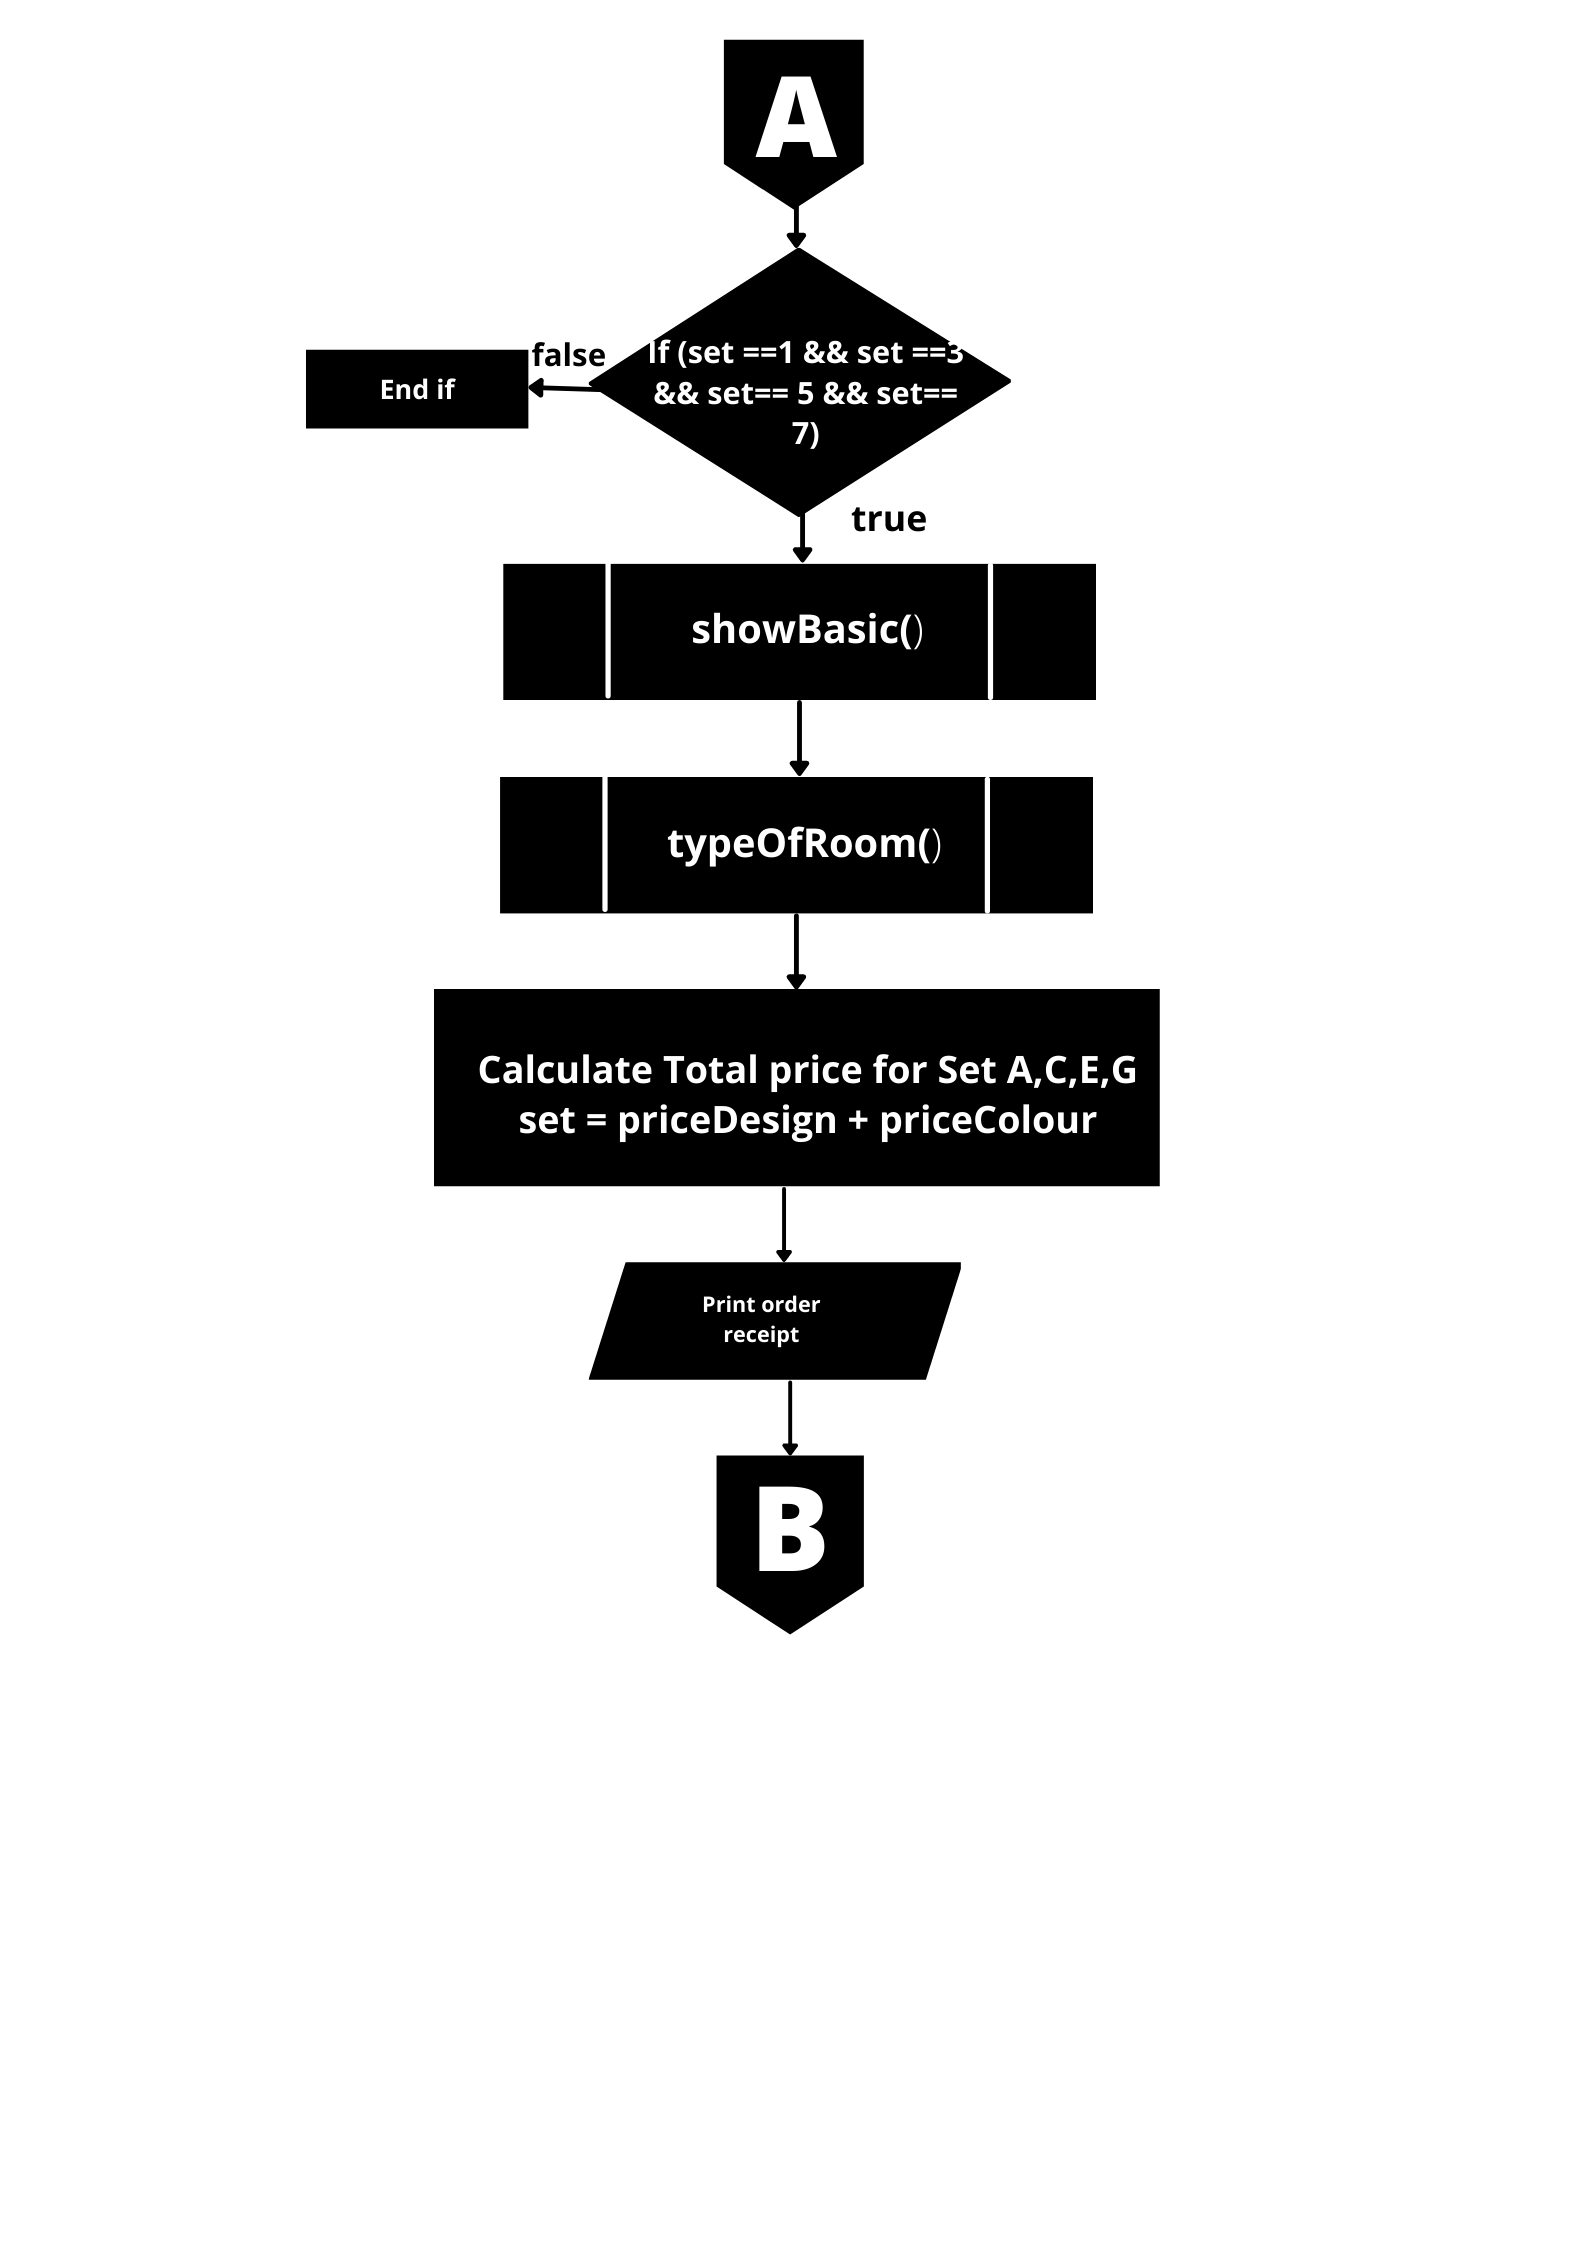 A
false
If (set ==1 && set ==3
&& set== 5 && set==
7)
End if
true
showBasic()
typeOfRoom()
Calculate Total price for Set A,C,E,G
set = priceDesign + priceColour
Print order
receipt
B